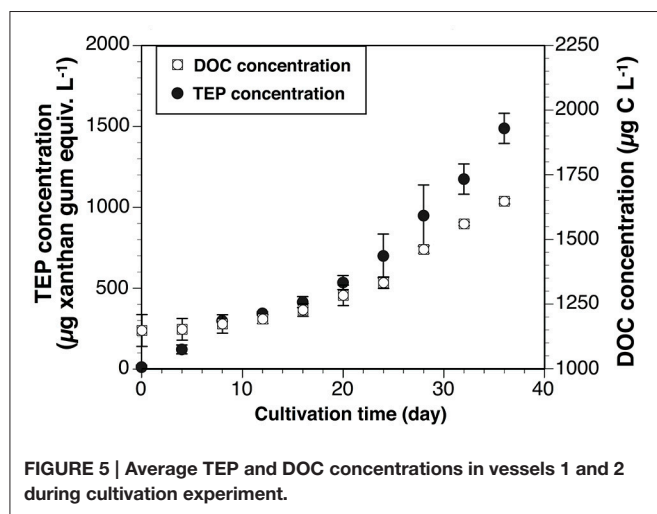 2000
1500
1000
500
0
TEP concentration
(µg xanthan gum equiv. L-1)
DOC concentration
TEP concentration
2250
2000
1750
1500
1250
1000
DOC concentration (µg C L-1)
0 10 20 30 40
Cultivation time (day)
FIGURE 5 | Average TEP and DOC concentrations in vessels 1 and 2
during cultivation experiment.